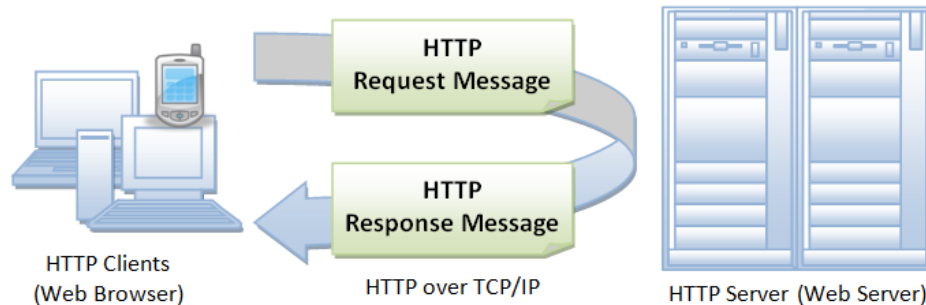 HTTP
Request Message
HTTP
Response Message
HTTP Clients
(Web Browser)
HTTP over TCP/IP
HTTP Server (Web Server)